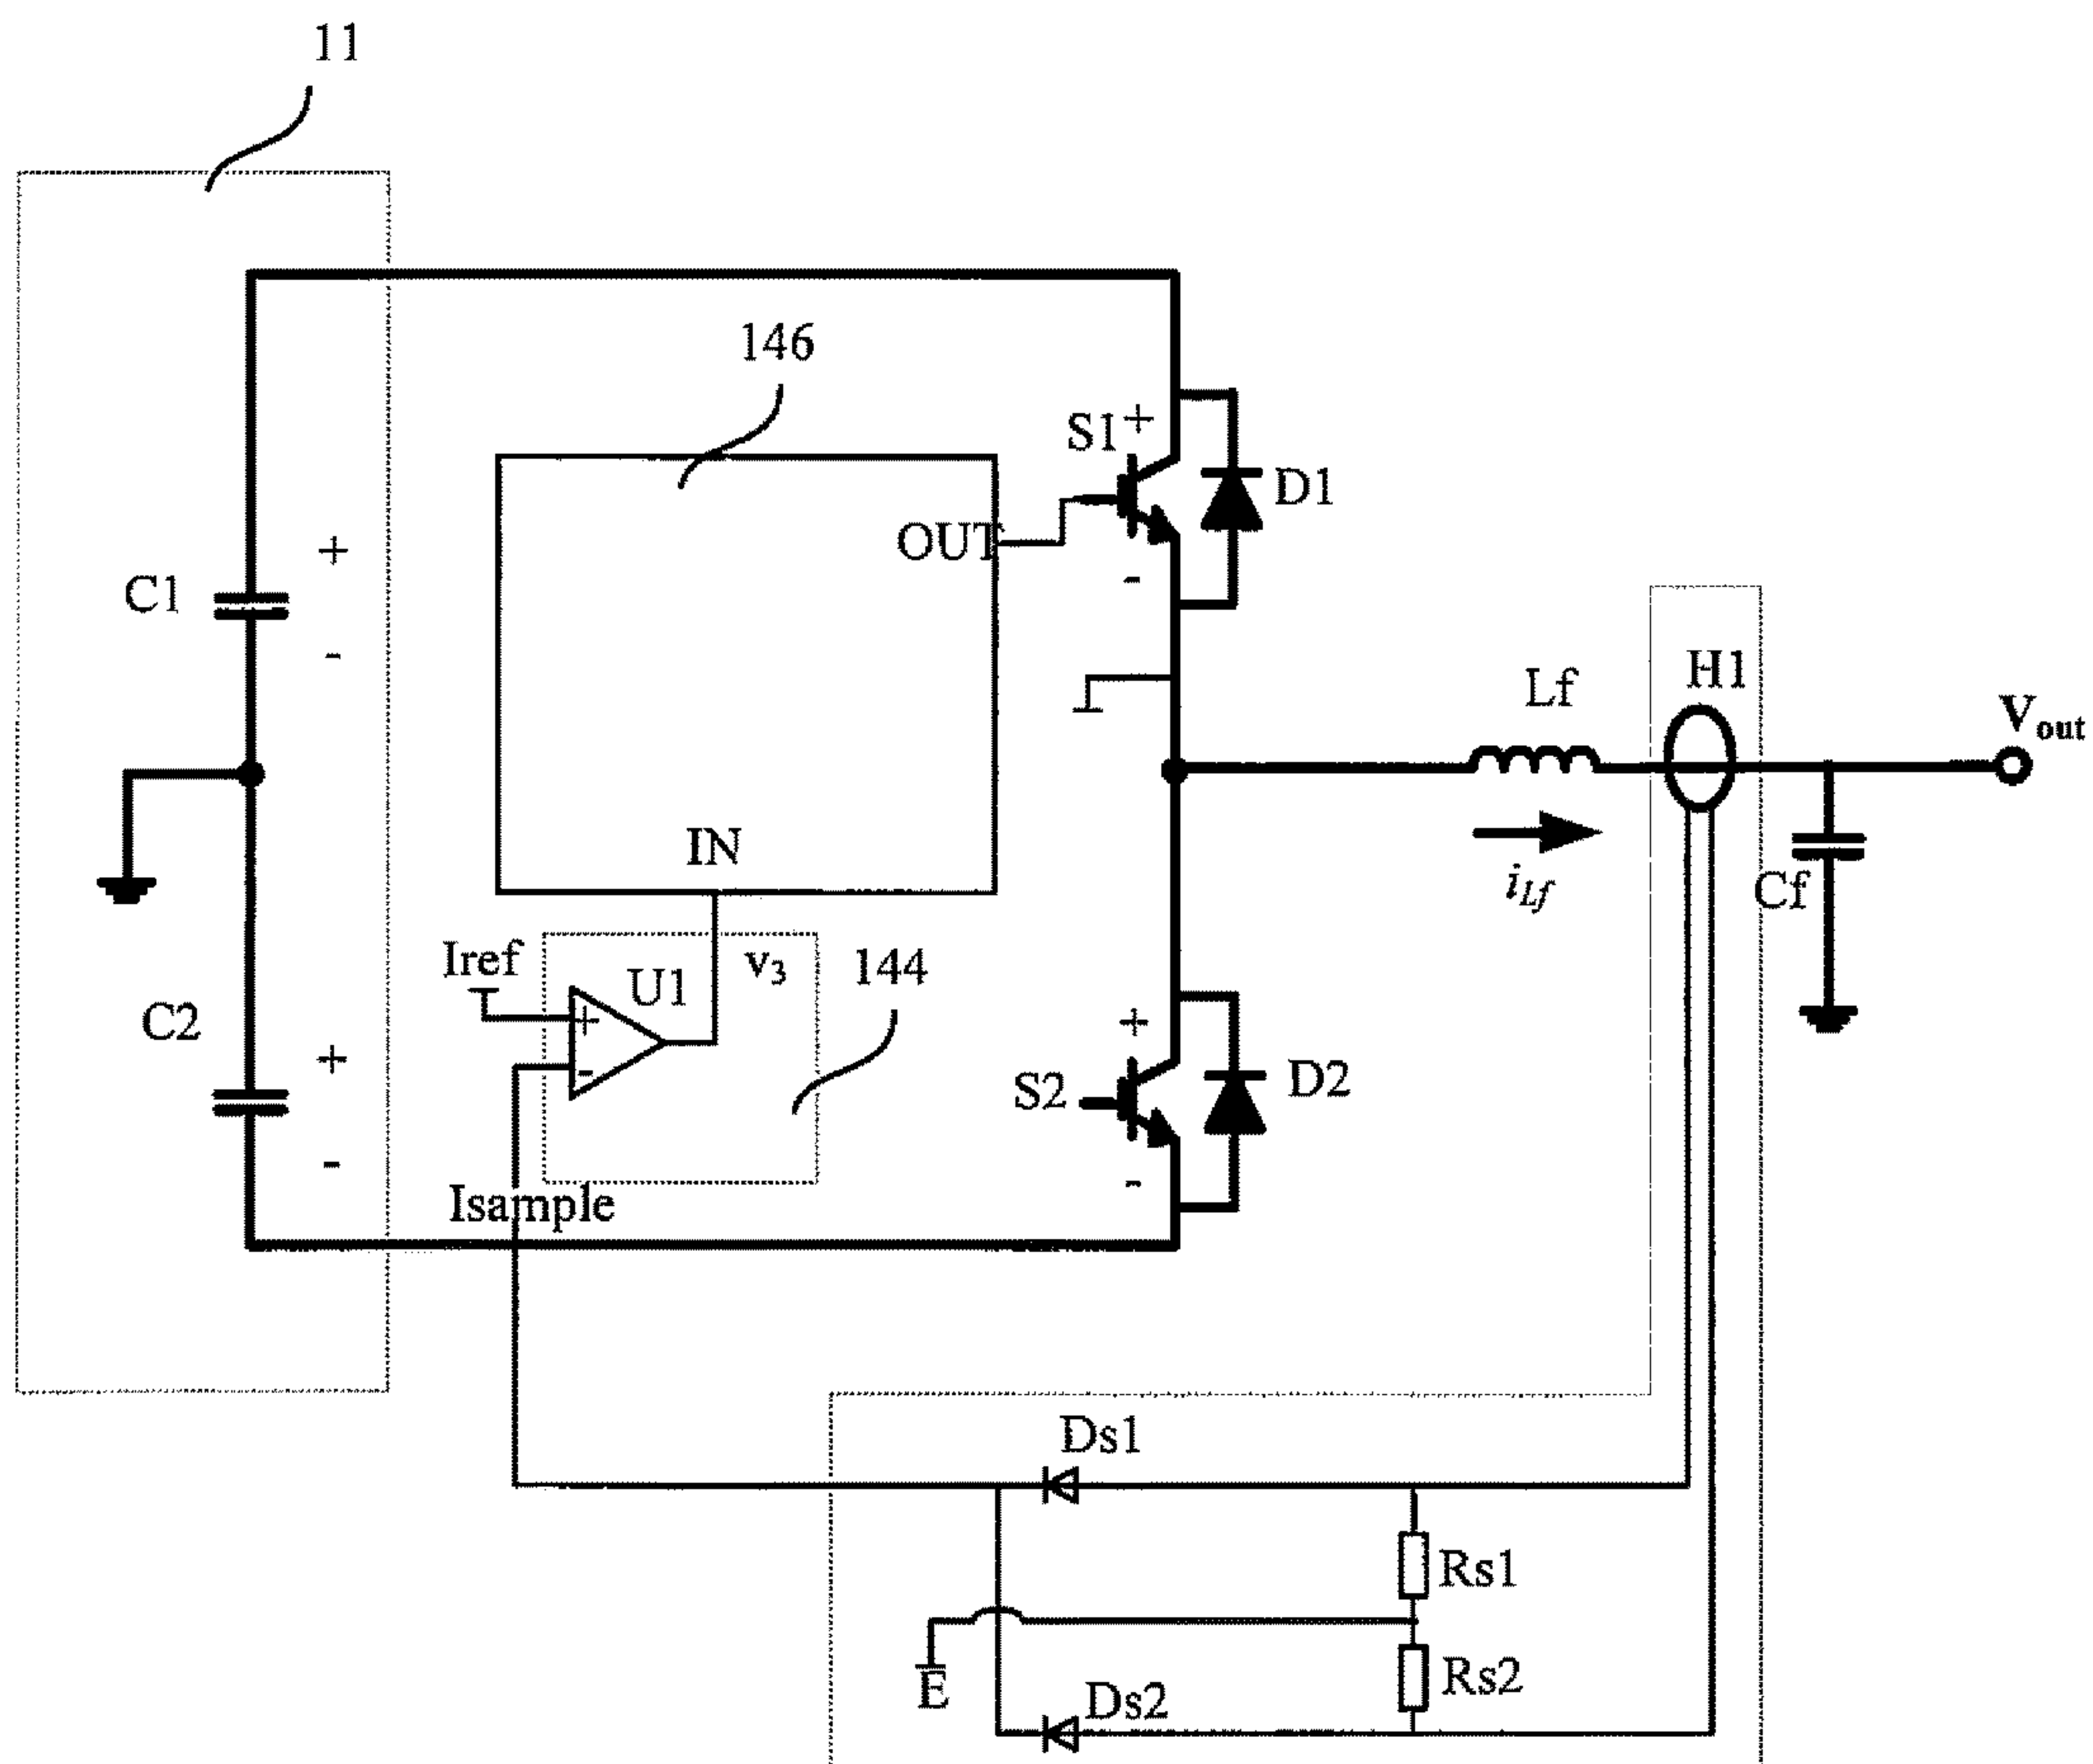 11
146
S1
+
D1
OUT
-
+
C1
-
Lf
H1
Vout
iLf
Cf
IN
Iref
U1
v3
144
+
-
C2
+
-
+
S2
D2
-
Isample
Ds1
Rs1
E
Rs2
Ds2